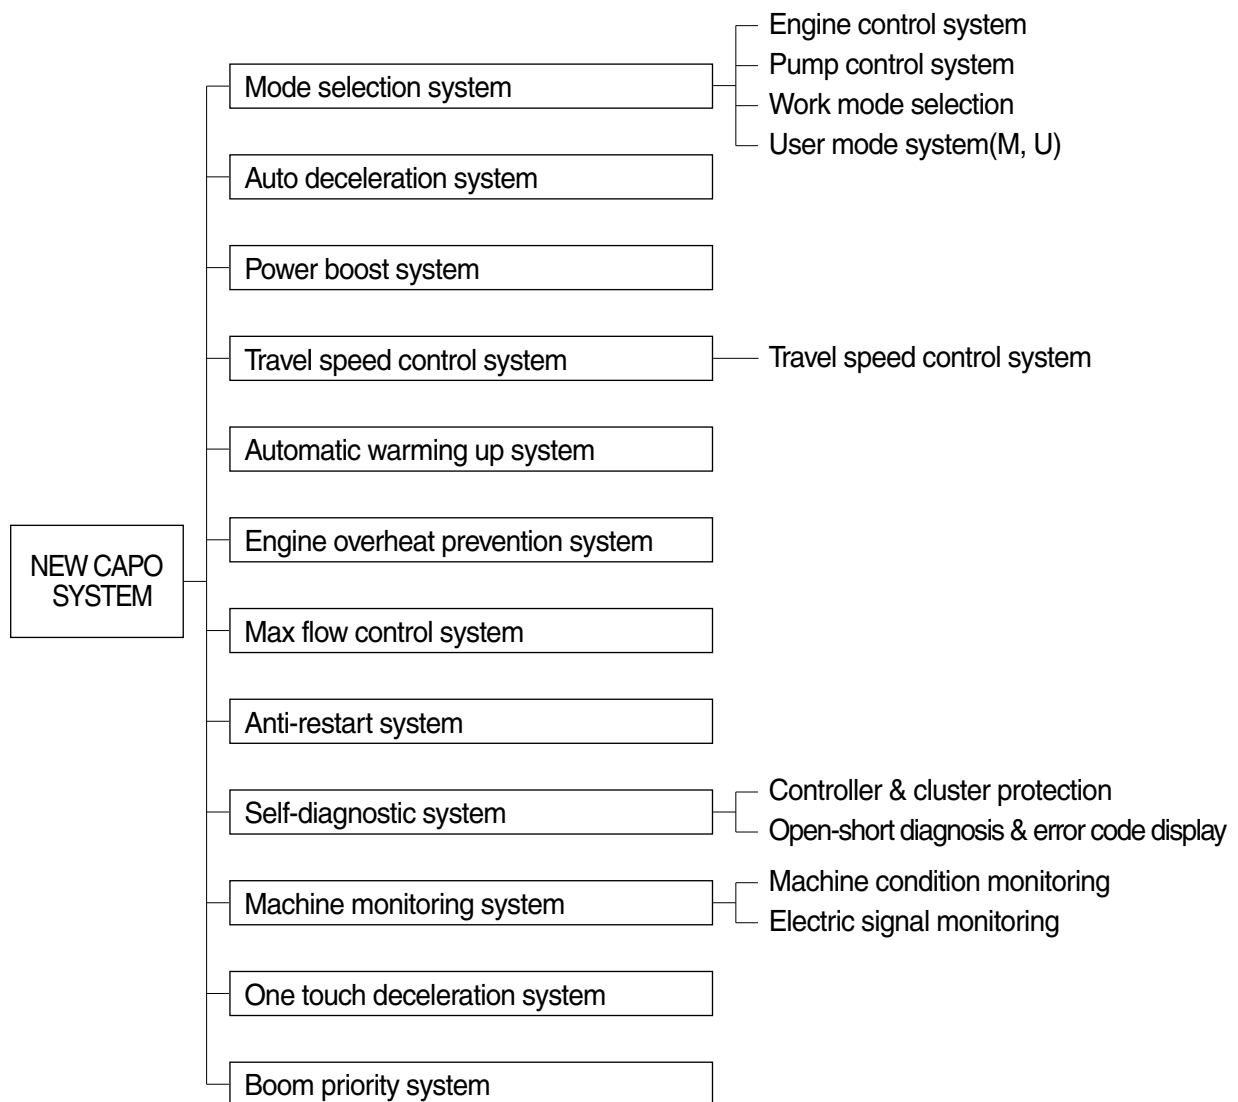 Engine control system
Pump control system
Mode selection system
Work mode selection
User mode system(M, U)
Auto deceleration system
Power boost system
Travel speed control system
Travel speed control system
Automatic warming up system
Engine overheat prevention system
NEW CAPO
SYSTEM
Max flow control system
Anti-restart system
Self-diagnostic system
Controller & cluster protection
Open-short diagnosis & error code display
Machine monitoring system
Machine condition monitoring
Electric signal monitoring
One touch deceleration system
Boom priority system